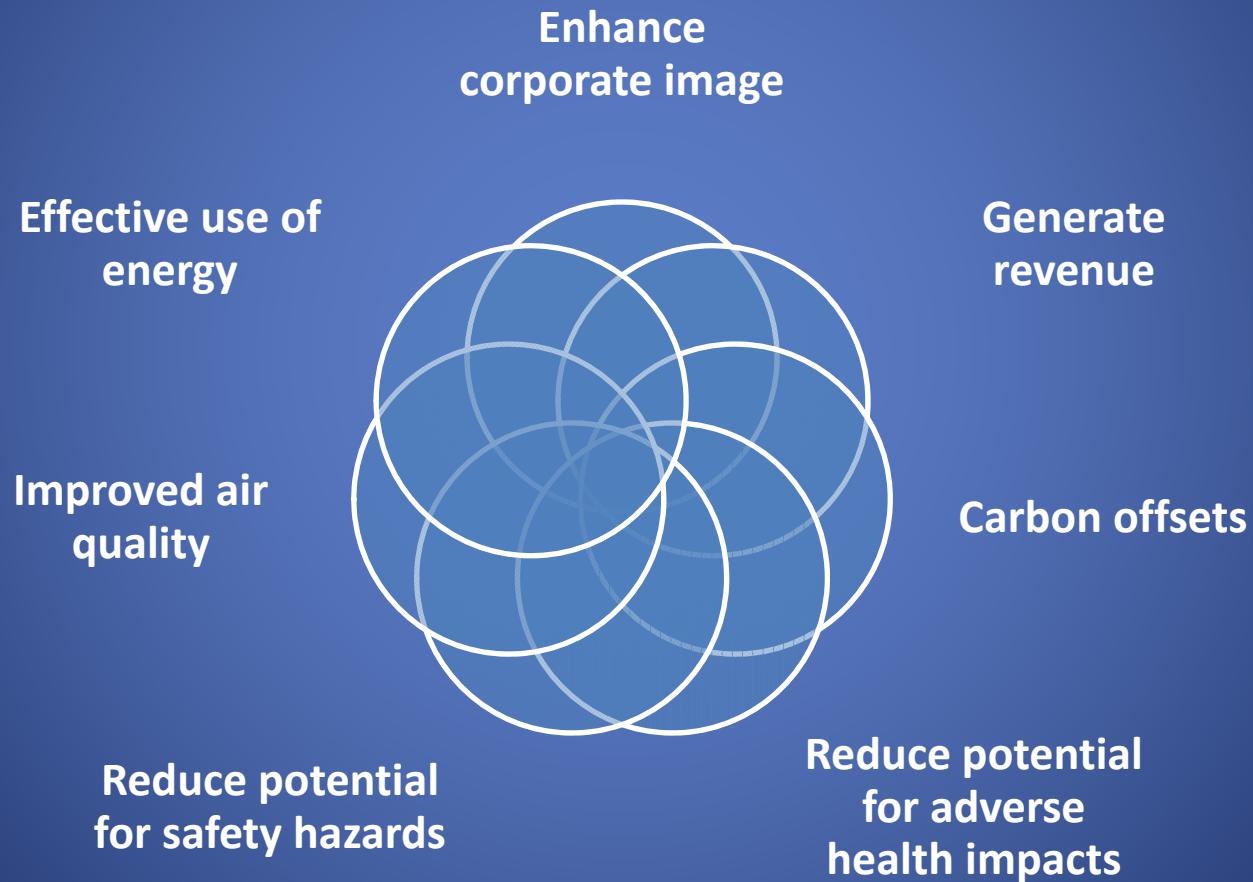 Enhance
corporate image
Effective use of
energy
Generate
revenue
Improved air
quality
Carbon offsets
Reduce potential
for safety hazards
Reduce potential
for adverse
health impacts